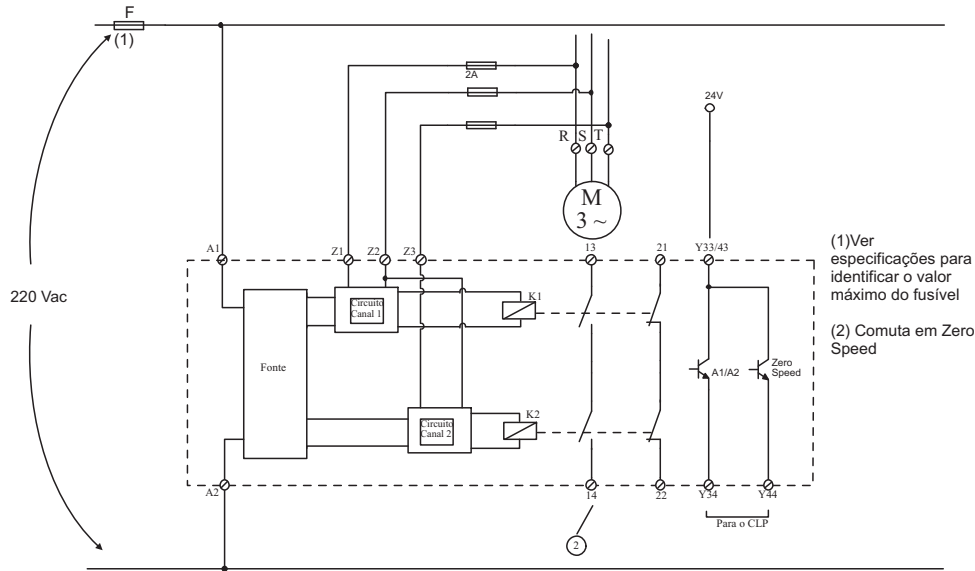 F
(1)
2A
24V
R S T
M
3 ~
A1
Z1
Z2
Z3
13
21
Y33/43
220 Vac
Circuito
Canal 1
K1
Fonte
A1/A2
Zero
Speed
Circuito
Canal 2
K2
A2
14
22
Y34
Y44
Para o CLP
2
(1)Ver
especificações para
identificar o valor
máximo do fusível
(2) Comuta em Zero
Speed